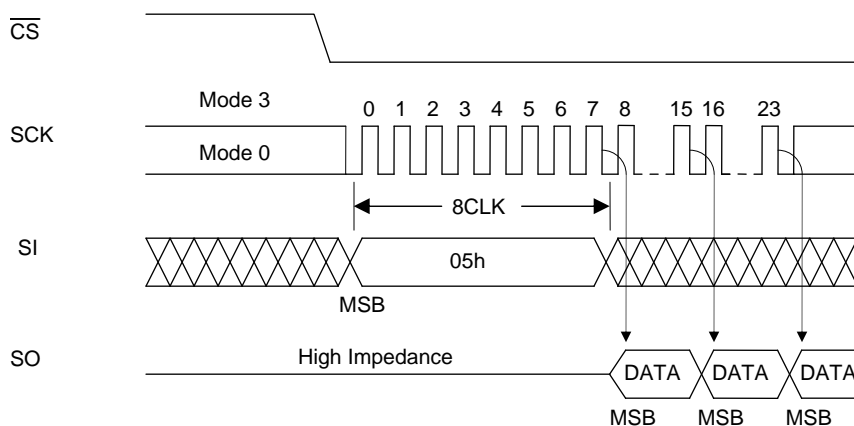 CS
Mode 3
0 1 2 3 4 5 6 7 8 15 16 23
SCK
Mode 0
8CLK
SI
05h
MSB
SO
High Impedance
DATA DATA DATA
MSB MSB MSB